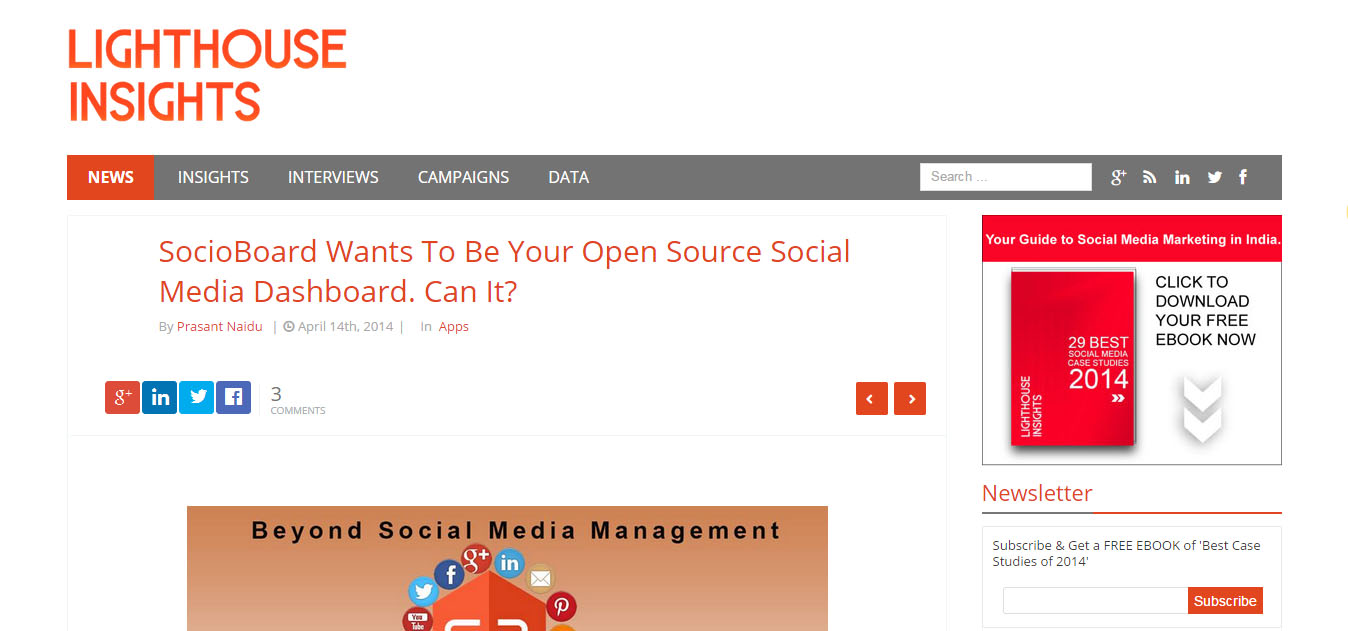 LIGHTHOUSE
INSIGHTS
NEWS INSIGHTS INTERVIEWS CAMPAIGNS DATA Search ...
SocioBoard Wants To Be Your Open Source Social
Media Dashboard. Can It?
By Prasant Naidu | April 14th, 2014 | In Apps
3
COMMENTS
Beyond Social Media Management
You
Tube
Your Guide to Social Media Marketing in India.
CLICK TO
DOWNLOAD
YOUR FREE
EBOOK NOW
29 BEST
SOCIAL MEDIA
CASE STUDIES
2014
LIGHTHOUSE
INSIGHTS
Newsletter
Subscribe & Get a FREE EBOOK of 'Best Case
Studies of 2014'
Subscribe